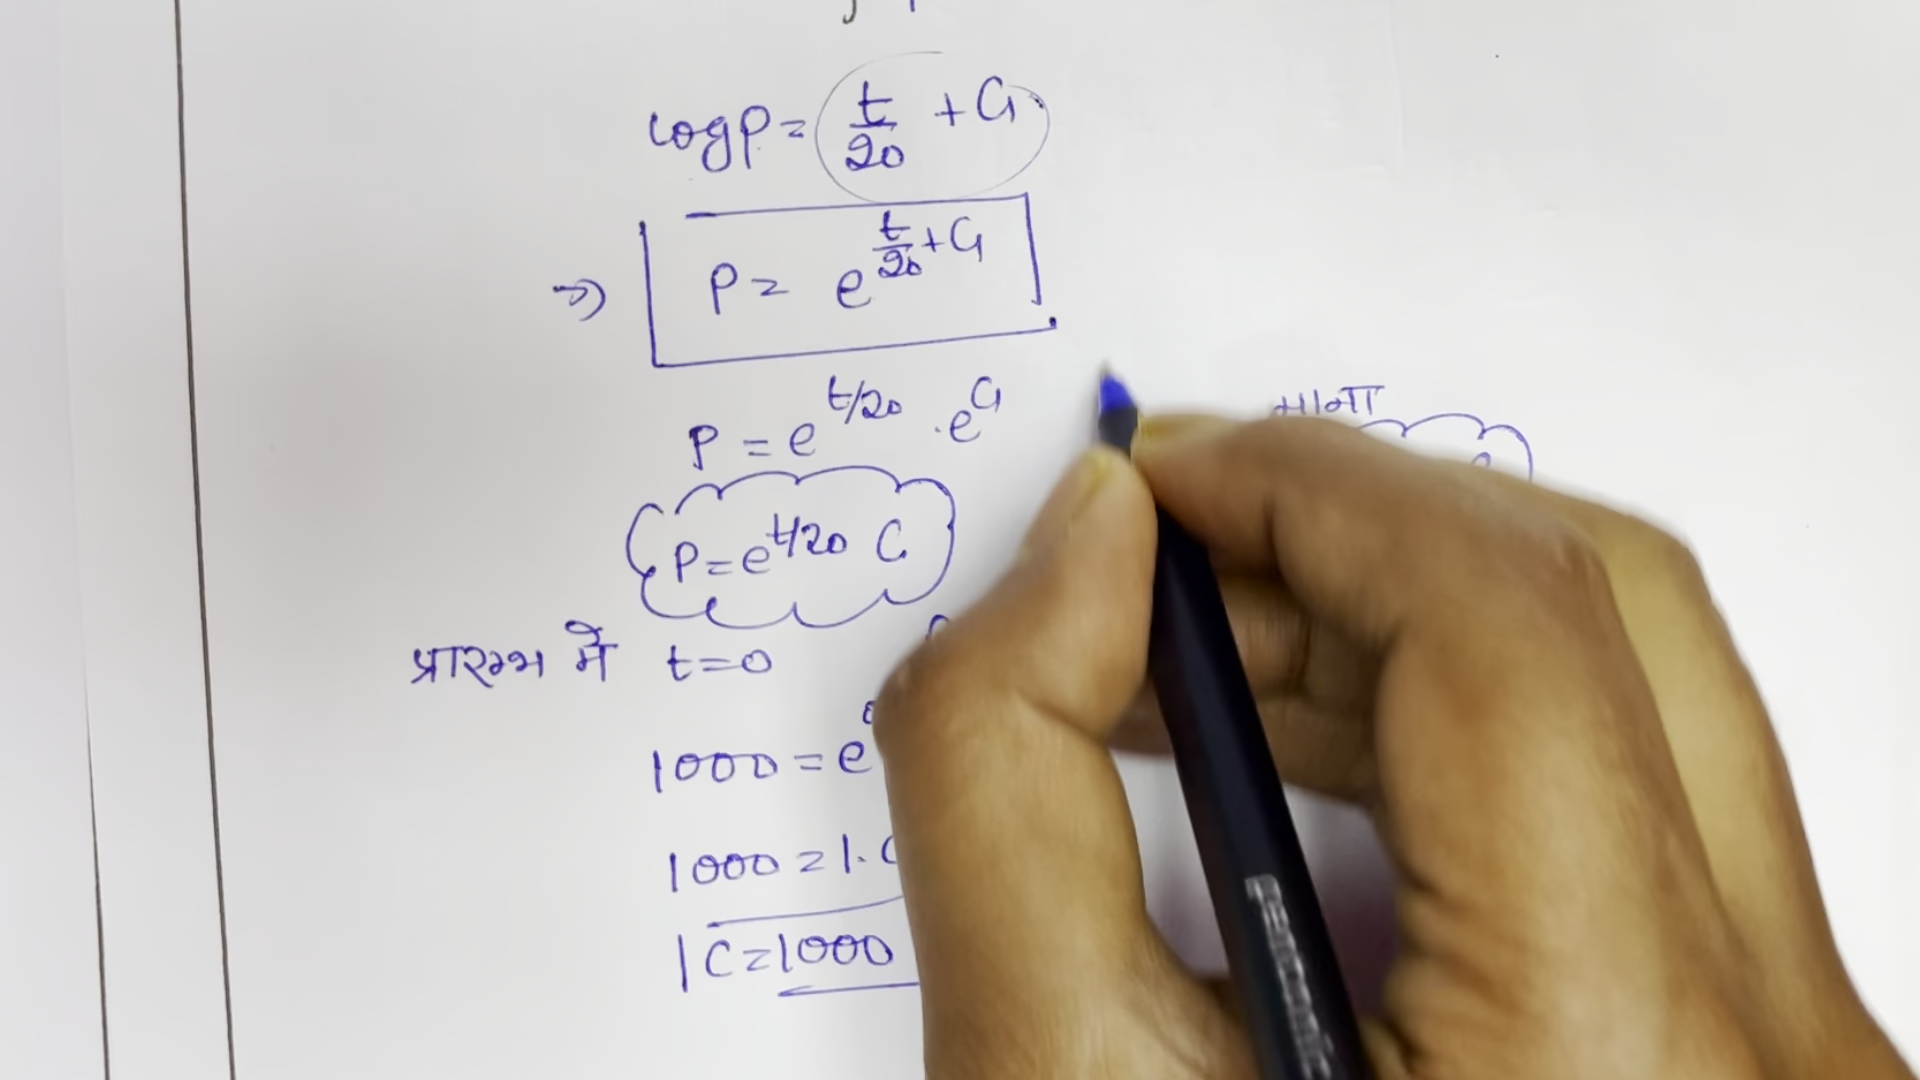 log P = t/20 + C₁
⇒ P = e^(t/20 + C₁)
P = e^(t/20) . e^(C₁)
माना
P = e^(t/20) C
प्रारम्भ में t = 0
1000 = e
1000 = 1. C
C = 1000